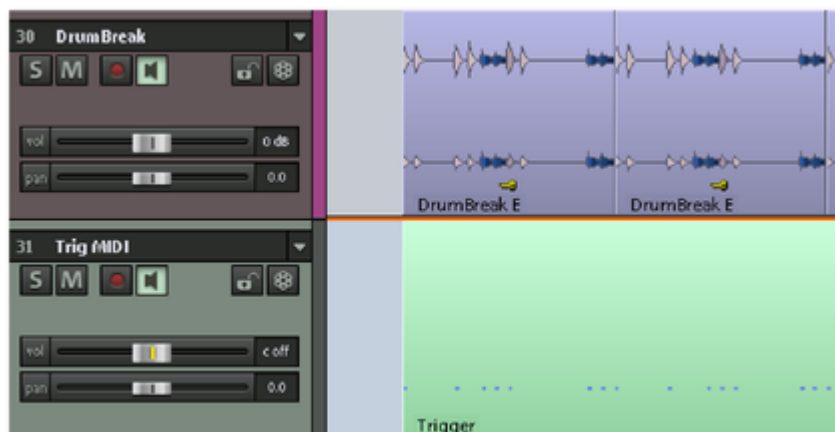 30 DrumBreak
S M
vol 0 dB
pan 0.0
DrumBreak E DrumBreak E
31 Trig MIDI
S M
vol c off
pan 0.0
Trigger